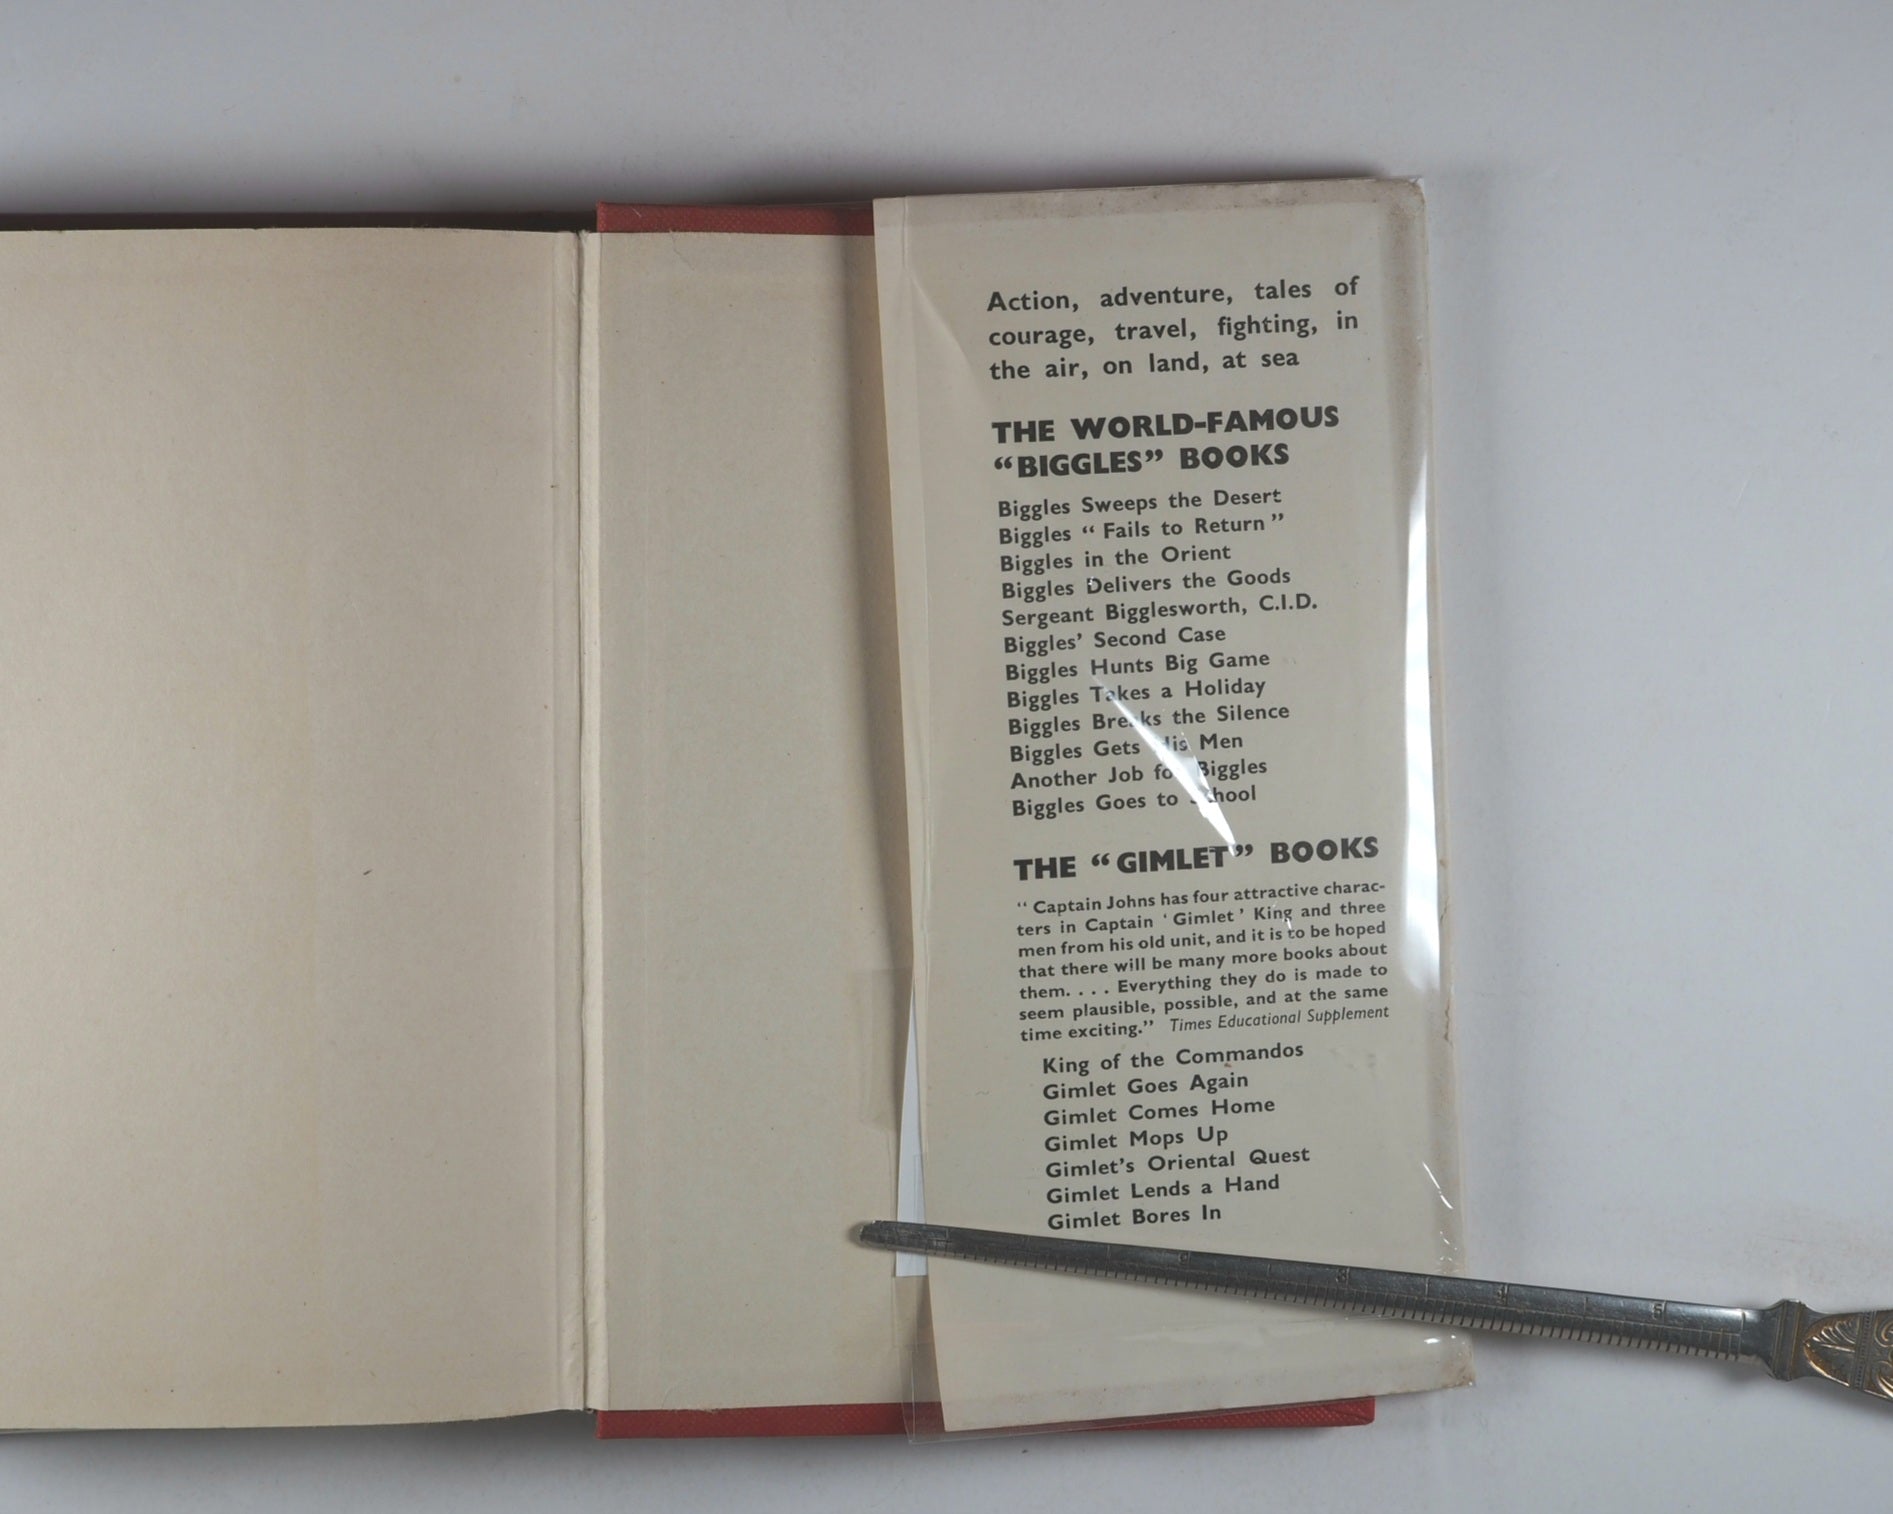 Action, adventure, tales of
courage, travel, fighting, in
the air, on land, at sea
THE WORLD-FAMOUS
“BIGGLES” BOOKS
Biggles Sweeps the Desert
Biggles “ Fails to Return ”
Biggles in the Orient
Biggles Delivers the Goods
Sergeant Bigglesworth, C.I.D.
Biggles’ Second Case
Biggles Hunts Big Game
Biggles Takes a Holiday
Biggles Breaks the Silence
Biggles Gets His Men
Another Job for Biggles
Biggles Goes to School
THE “GIMLET” BOOKS
“ Captain Johns has four attractive charac-
ters in Captain ‘ Gimlet ’ King and three
men from his old unit, and it is to be hoped
that there will be many more books about
them. . . . Everything they do is made to
seem plausible, possible, and at the same
time exciting.” Times Educational Supplement
King of the Commandos
Gimlet Goes Again
Gimlet Comes Home
Gimlet Mops Up
Gimlet’s Oriental Quest
Gimlet Lends a Hand
Gimlet Bores In
1 2 3 4 5